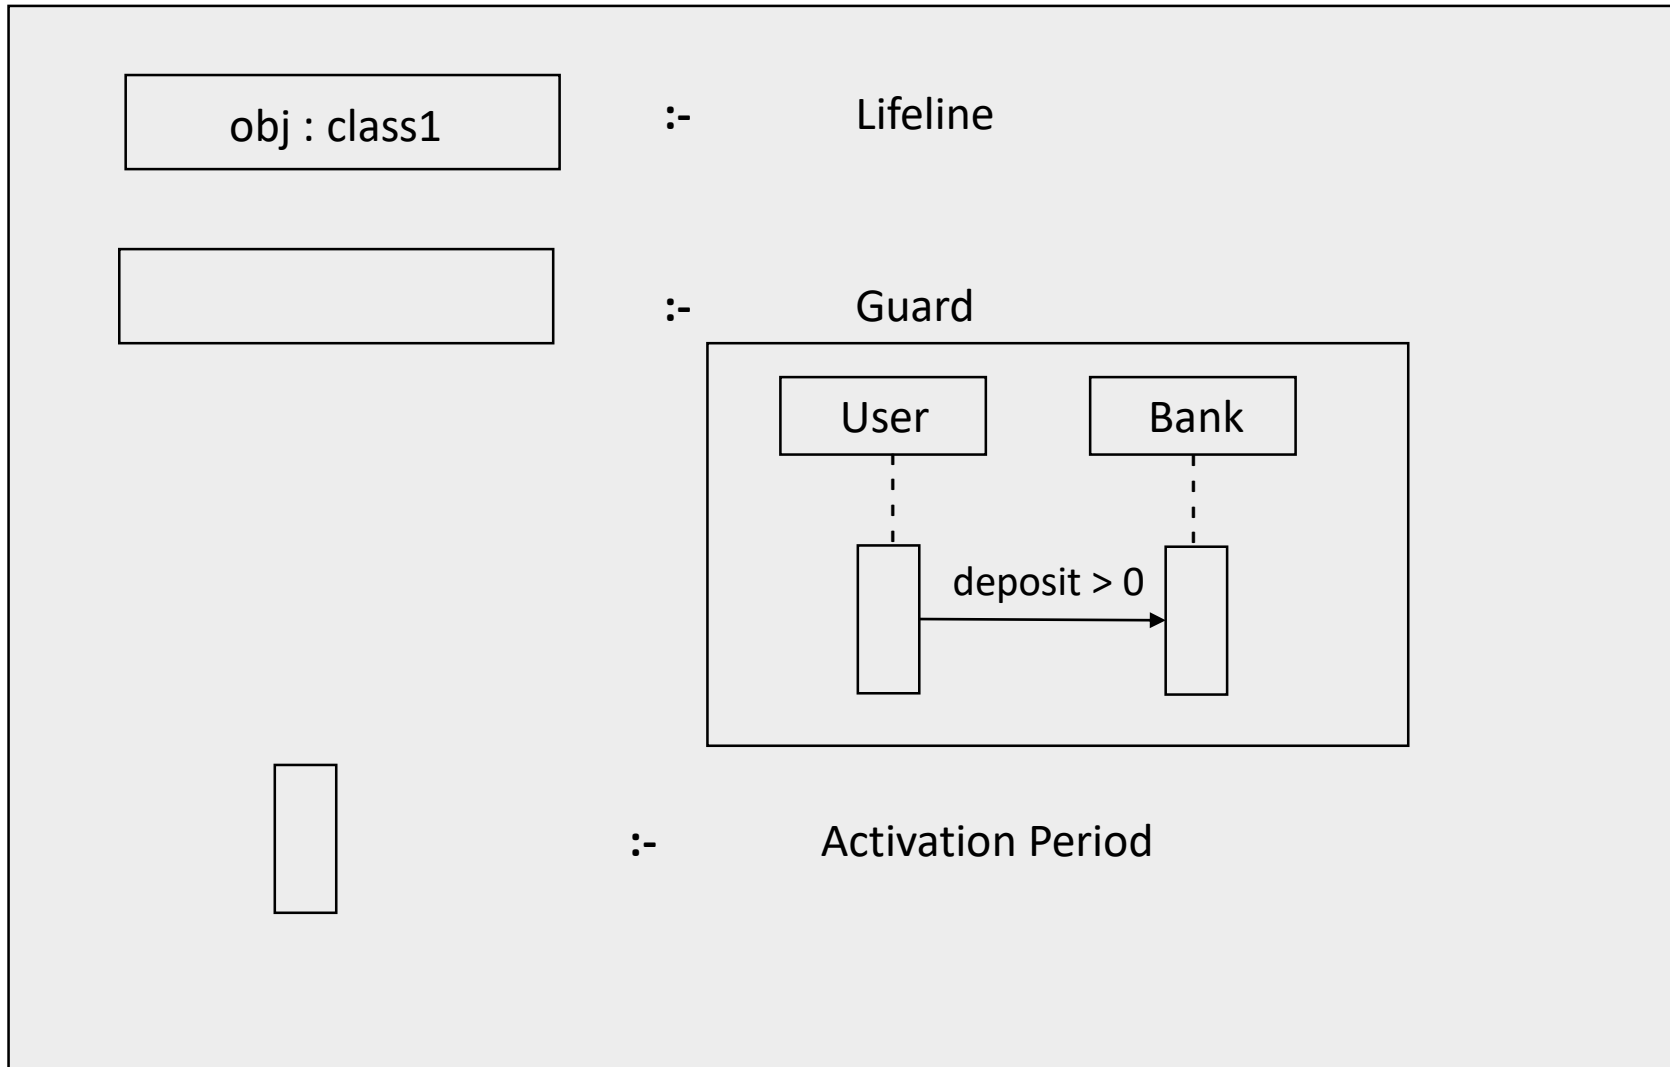 obj : class1 :- Lifeline
:- Guard
User Bank
deposit > 0
:- Activation Period